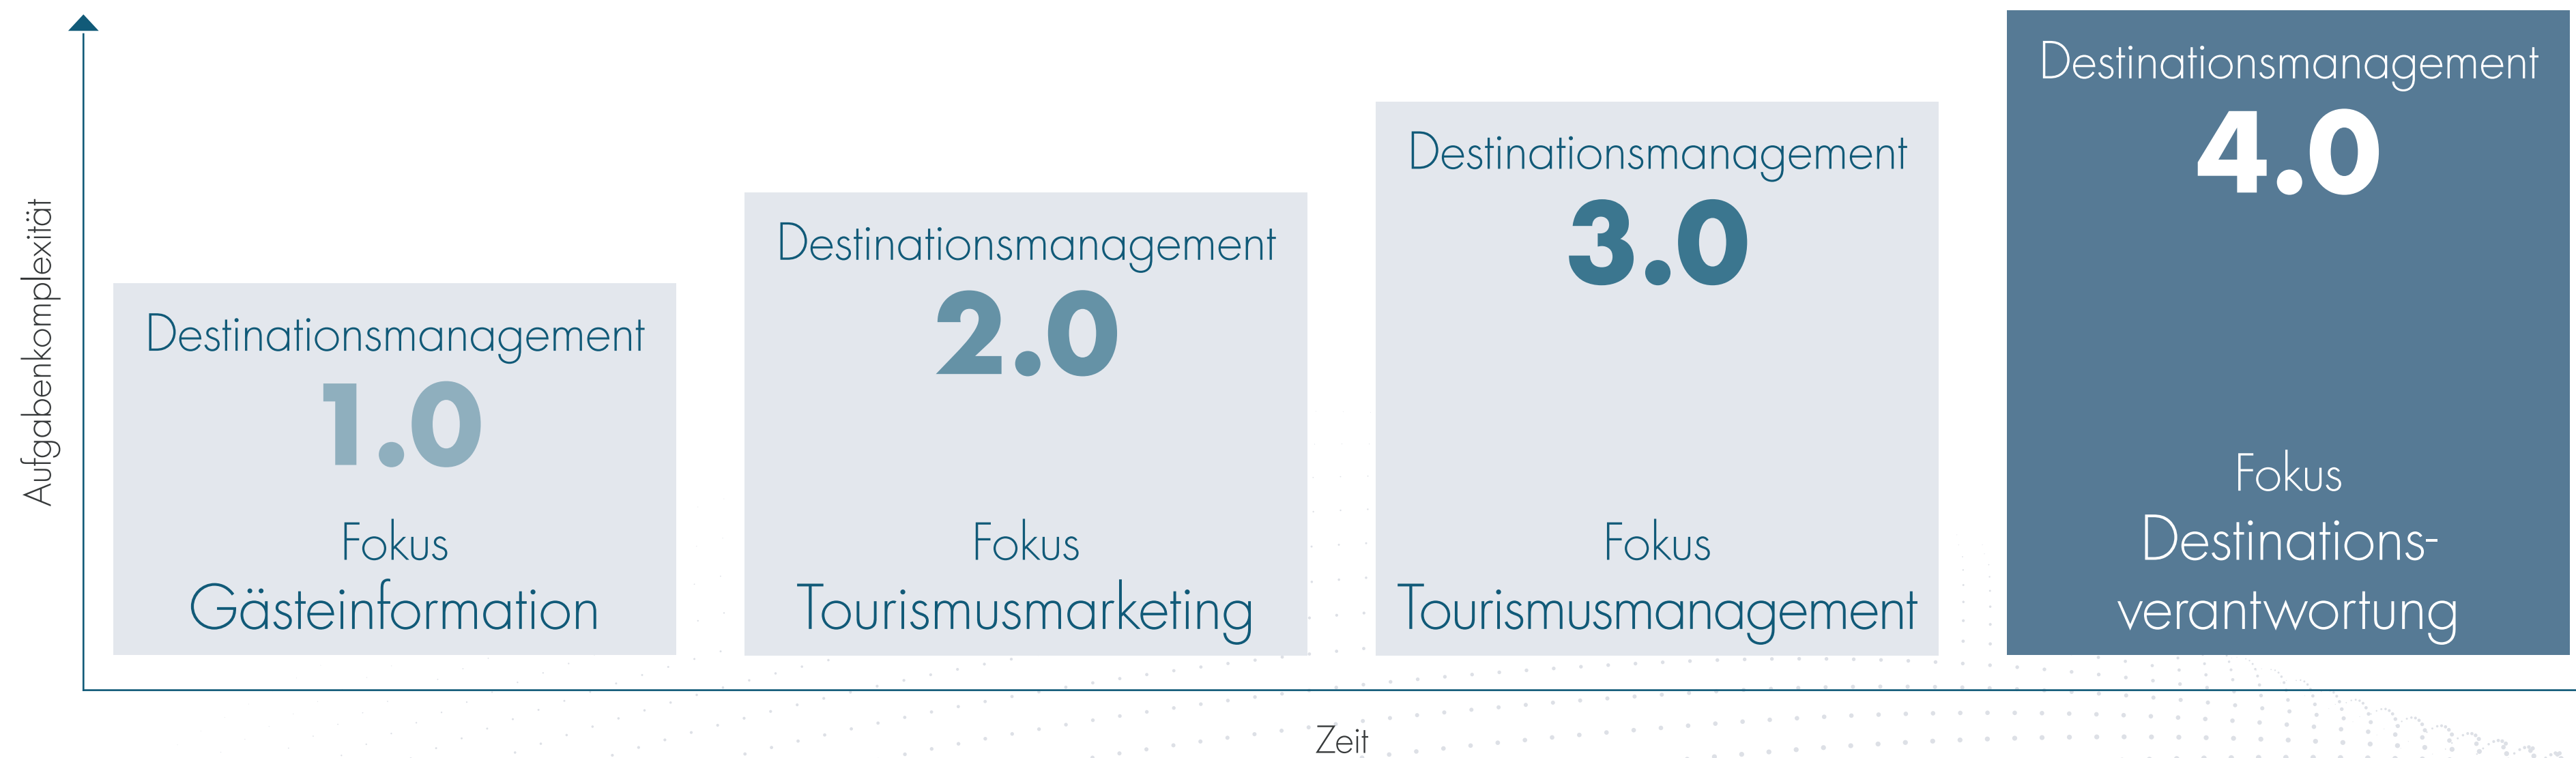 Aufgabenkomplexität
Destinationsmanagement
1.0
Fokus
Gästeinformation
Destinationsmanagement
2.0
Fokus
Tourismusmarketing
Destinationsmanagement
3.0
Fokus
Tourismusmanagement
Destinationsmanagement
4.0
Fokus
Destinations-
verantwortung
Zeit